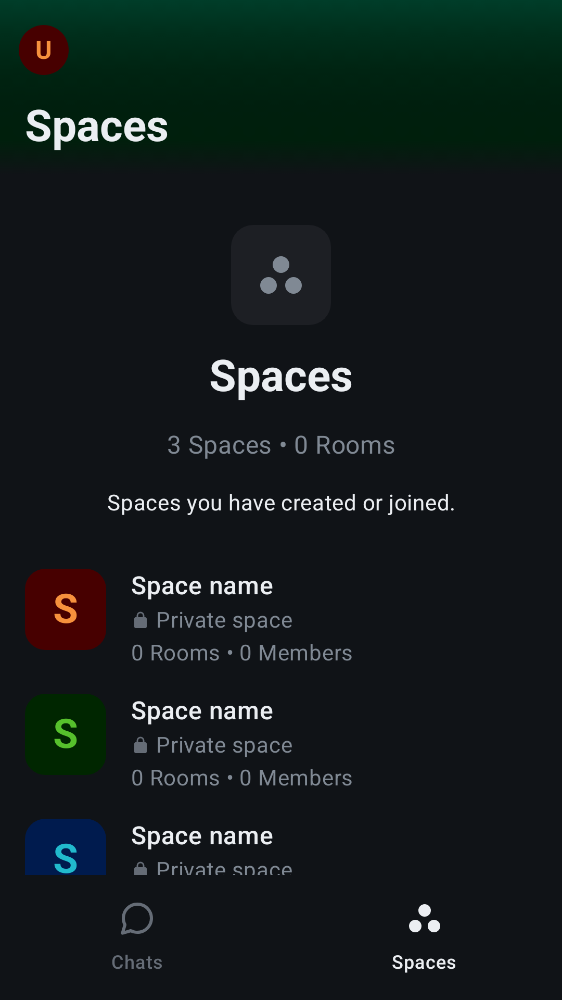 U
Spaces
Spaces
3 Spaces • 0 Rooms
Spaces you have created or joined.
S
Space name
Private space
0 Rooms • 0 Members
S
Space name
Private space
0 Rooms • 0 Members
S
Space name
Private space
Chats
Spaces